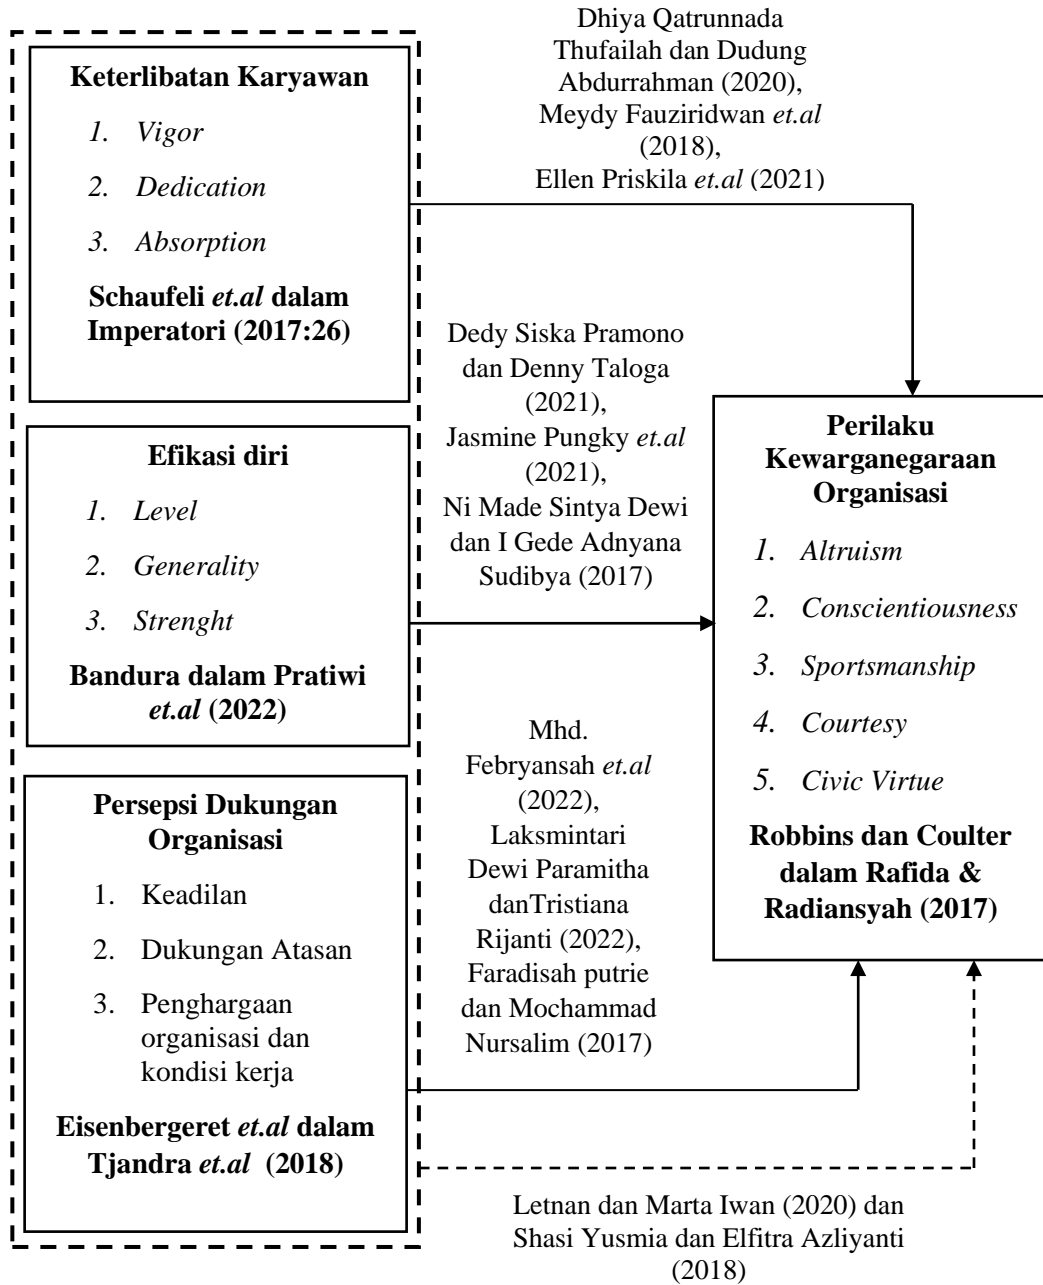 Dhiya Qatrunnada
Thufailah dan Dudung
Abdurrahman (2020),
Meydy Fauziridwan et.al
(2018),
Ellen Priskila et.al (2021)
Keterlibatan Karyawan
1. Vigor
2. Dedication
3. Absorption
Schaufeli et.al dalam
Imperatori (2017:26)
Dedy Siska Pramono
dan Denny Taloga
(2021),
Jasmine Pungky et.al
(2021),
Ni Made Sintya Dewi
dan I Gede Adnyana
Sudibya (2017)
Efikasi diri
1. Level
2. Generality
3. Strenght
Bandura dalam Pratiwi
et.al (2022)
Perilaku
Kewarganegaraan
Organisasi
1. Altruism
2. Conscientiousness
3. Sportsmanship
4. Courtesy
5. Civic Virtue
Robbins dan Coulter
dalam Rafida &
Radiansyah (2017)
Mhd.
Febryansah et.al
(2022),
Laksmintari
Dewi Paramitha
danTristiana
Rijanti (2022),
Faradisah putrie
dan Mochammad
Nursalim (2017)
Persepsi Dukungan
Organisasi
1. Keadilan
2. Dukungan Atasan
3. Penghargaan
organisasi dan
kondisi kerja
Eisenbergeret et.al dalam
Tjandra et.al (2018)
Letnan dan Marta Iwan (2020) dan
Shasi Yusmia dan Elfitra Azliyanti
(2018)